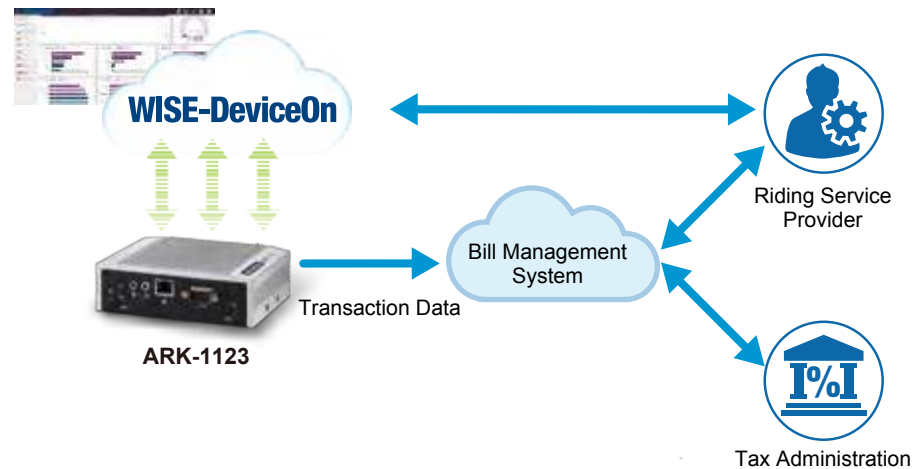 WISE-DeviceOn
Riding Service
Provider
Bill Management
System
Transaction Data
ARK-1123
I%I
Tax Administration